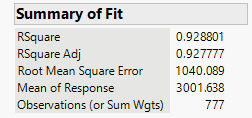 Summary of Fit
RSquare 0.928801
RSquare Adj 0.927777
Root Mean Square Error 1040.089
Mean of Response 3001.638
Observations (or Sum Wgts) 777